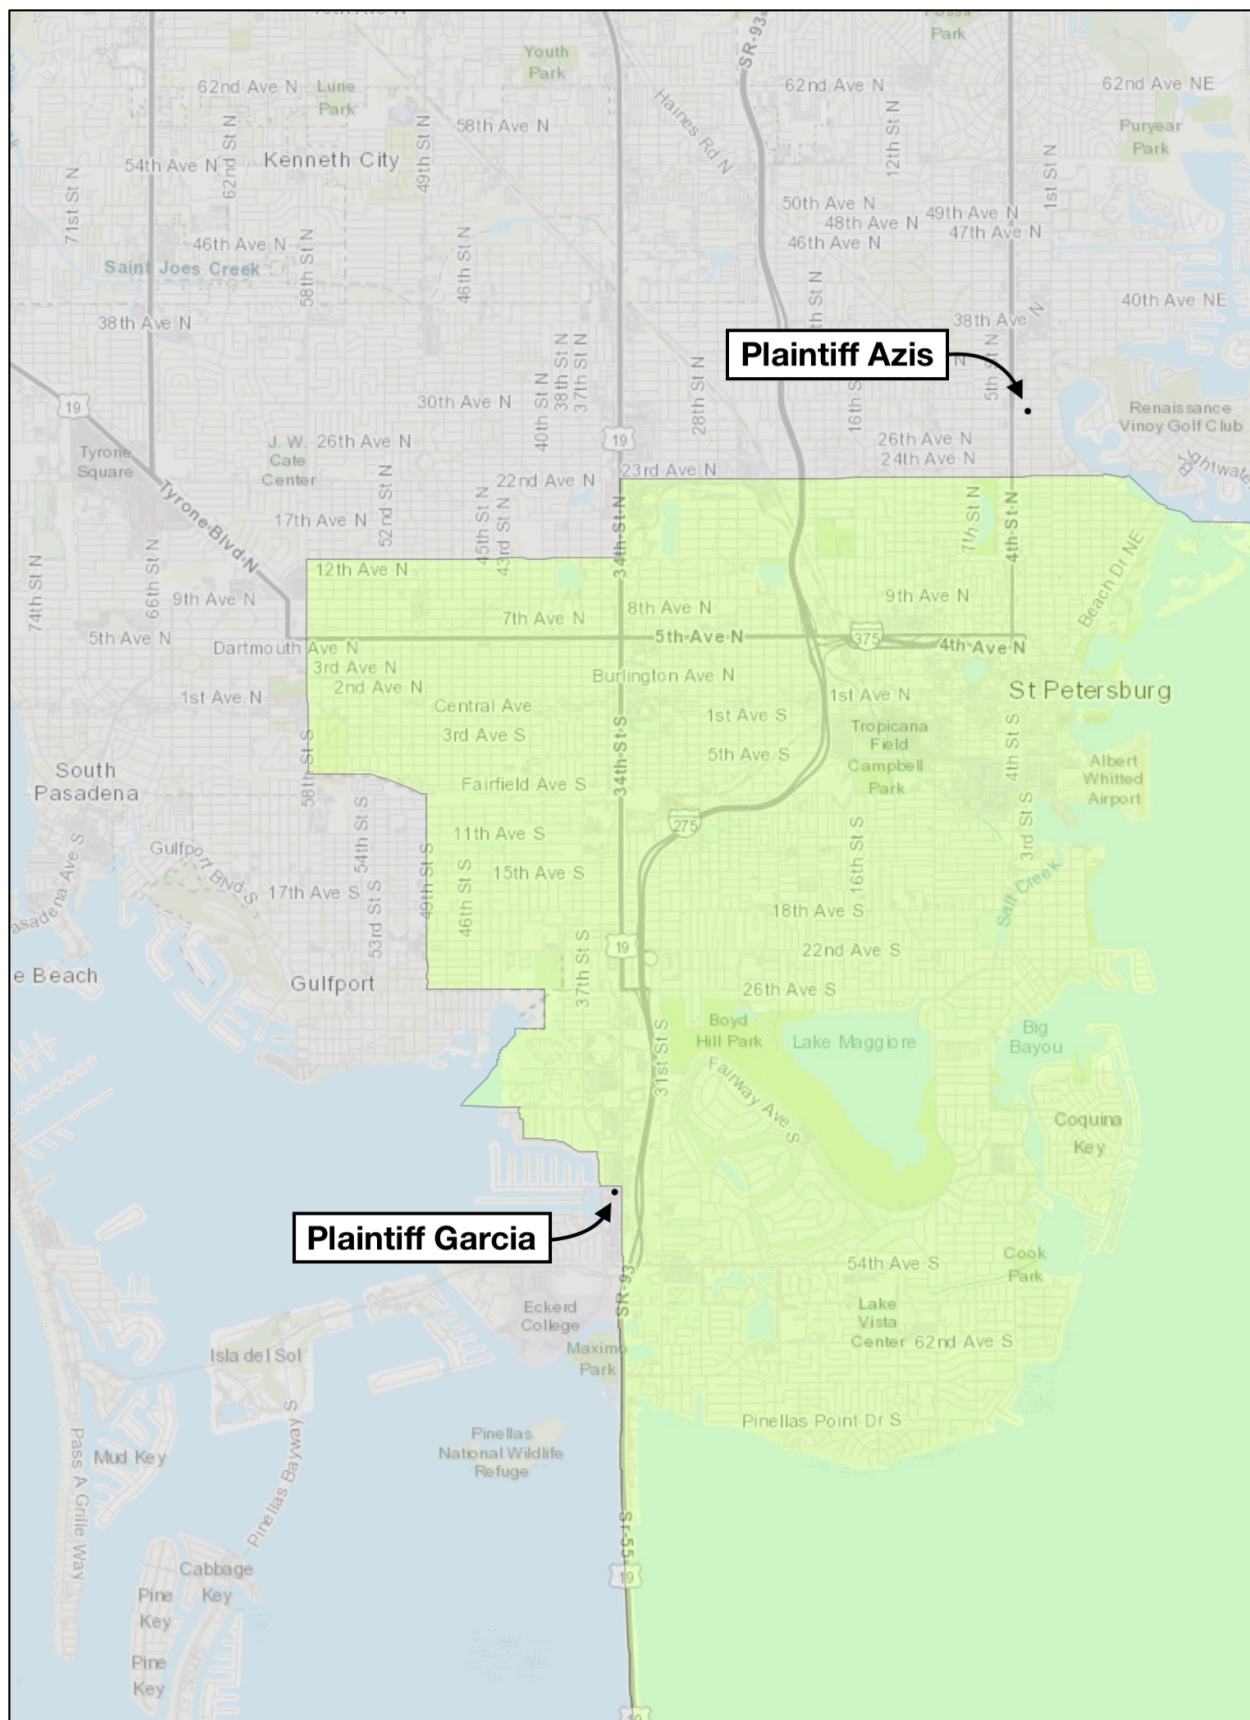 SR-93
Fossil
Park
Youth
Park
62nd Ave N
Lurie
Park
62nd Ave N
62nd Ave NE
Haines Rd N
58th Ave N
Puryear
Park
12th Ave N
49th St N
62nd St N
54th Ave N
Kenneth City
71st St N
1st St N
50th Ave N
49th Ave N
48th Ave N
47th Ave N
46th Ave N
46th Ave N
58th St N
46th St N
Saint Joes Creek
40th Ave NE
38th Ave N
38th Ave N
N
th St N
Plaintiff Azis
N
5th St N
38th St N
37th St N
28th St N
40th St N
16th S
30th Ave N
19
Renaissance
Vinoy Golf Club
J. W.
Cate
Center
26th Ave N
19
26th Ave N
24th Ave N
Tyrone
Square
22nd Ave N
23rd Ave N
Tyrone Blvd N
52nd St N
45th St N
43rd St N
17th Ave N
34th St N
7th St N
4th St N
Beach Dr NE
74th St N
66th St N
12th Ave N
9th Ave N
9th Ave N
7th Ave N
8th Ave N
5th Ave N
5th Ave N
375
4th Ave N
Dartmouth Ave N
3rd Ave N
2nd Ave N
Burlington Ave N
1st Ave N
1st Ave N
St Petersburg
Central Ave
1st Ave S
Tropicana
Field
3rd Ave S
5th Ave S
34th St S
4th St S
58th St S
Campbell
Park
Albert
Whitted
Airport
South
Pasadena
Fairfield Ave S
275
54th St S
11th Ave S
3rd St S
Gulfport Blvd S
15th Ave S
16th St S
Salt Creek
17th Ave S
49th St S
46th St S
53rd St S
18th Ave S
asadena Ave S
19
22nd Ave S
37th St S
e Beach
Gulfport
26th Ave S
Boyd
Hill Park
Lake Maggiore
Big
Bayou
31st St S
Fairway Ave S
Coquina
Key
Plaintiff Garcia
54th Ave S
Cook
Park
SR-93
Eckerd
College
Lake
Vista
Center
62nd Ave S
Maximo
Park
Isla del Sol
Pinellas Point Dr S
Pinellas
National Wildlife
Refuge
Mud Key
Pass A Grille Way
Pinellas Bayway S
Sr-55
19
Cabbage
Key
Pine
Key
Pine
Key
19